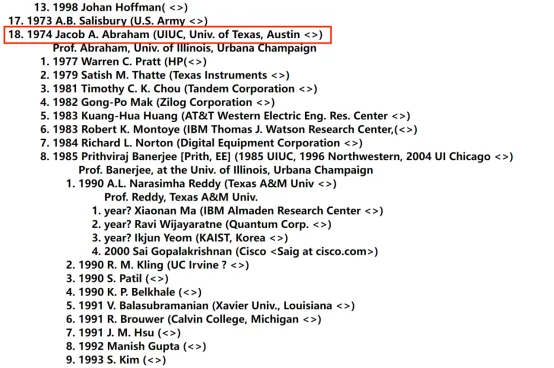 13. 1998 Johan Hoffman( <>)
17. 1973 A.B. Salisbury (U.S. Army <>)
18. 1974 Jacob A. Abraham (UIUC, Univ. of Texas, Austin <>)
Prof. Abraham, Univ. of Illinois, Urbana Champaign
1. 1977 Warren C. Pratt (HP(<>)
2. 1979 Satish M. Thatte (Texas Instruments <>)
3. 1981 Timothy C. K. Chou (Tandem Corporation <>)
4. 1982 Gong-Po Mak (Zilog Corporation <>)
5. 1983 Kuang-Hua Huang (AT&T Western Electric Eng. Res. Center <>)
6. 1983 Robert K. Montoye (IBM Thomas J. Watson Research Center,(<>)
7. 1984 Richard L. Norton (Digital Equipment Corporation <>)
8. 1985 Prithviraj Banerjee [Prith, EE] (1985 UIUC, 1996 Northwestern, 2004 UI Chicago <>)
Prof. Banerjee, at the Univ. of Illinois, Urbana Champaign
1. 1990 A.L. Narasimha Reddy (Texas A&M Univ <>)
Prof. Reddy, Texas A&M Univ.
1. year? Xiaonan Ma (IBM Almaden Research Center <>)
2. year? Ravi Wijayaratne (Quantum Corp. <>)
3. year? Ikjun Yeom (KAIST, Korea <>)
4. 2000 Sai Gopalakrishnan (Cisco <Saig at cisco.com>)
2. 1990 R. M. Kling (UC Irvine ? <>)
3. 1990 S. Patil (<>)
4. 1990 K. P. Belkhale (<>)
5. 1991 V. Balasubramanian (Xavier Univ., Louisiana <>)
6. 1991 R. Brouwer (Calvin College, Michigan <>)
7. 1991 J. M. Hsu (<>)
8. 1992 Manish Gupta (<>)
9. 1993 S. Kim (<>)